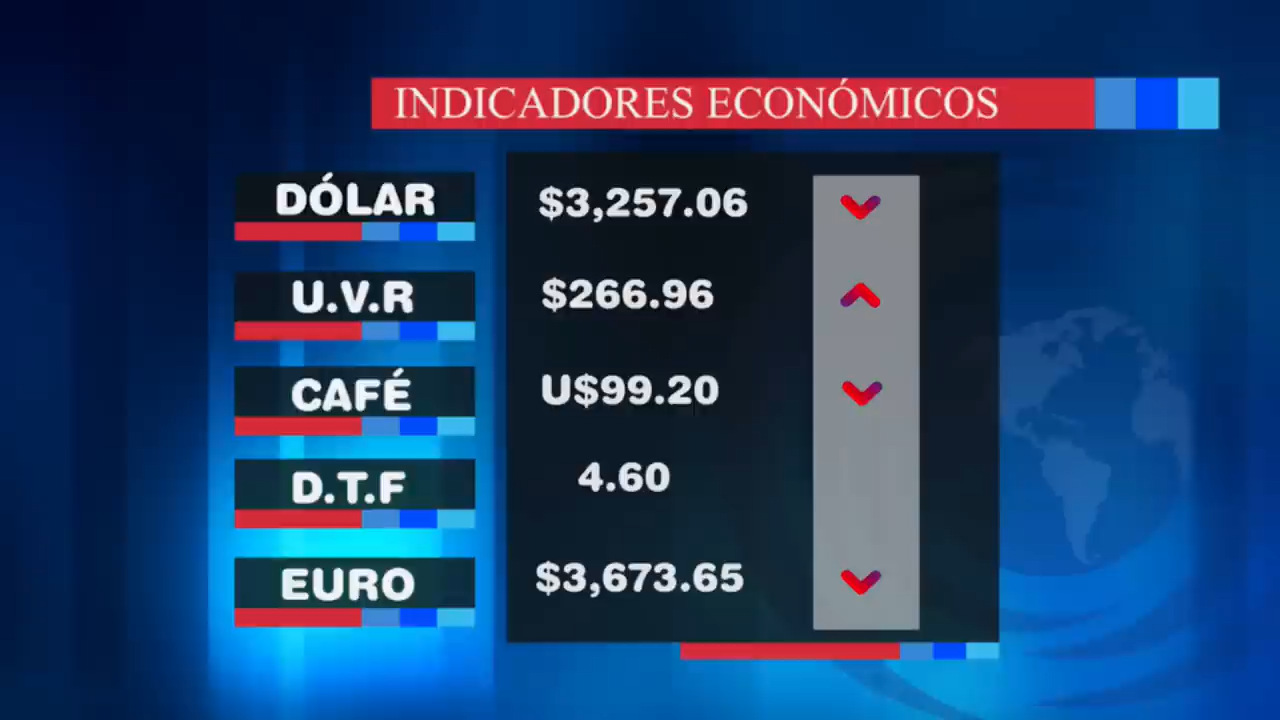 INDICADORES ECONÓMICOS
DÓLAR $3,257.06
U.V.R $266.96
CAFÉ U$99.20
D.T.F 4.60
EURO $3,673.65